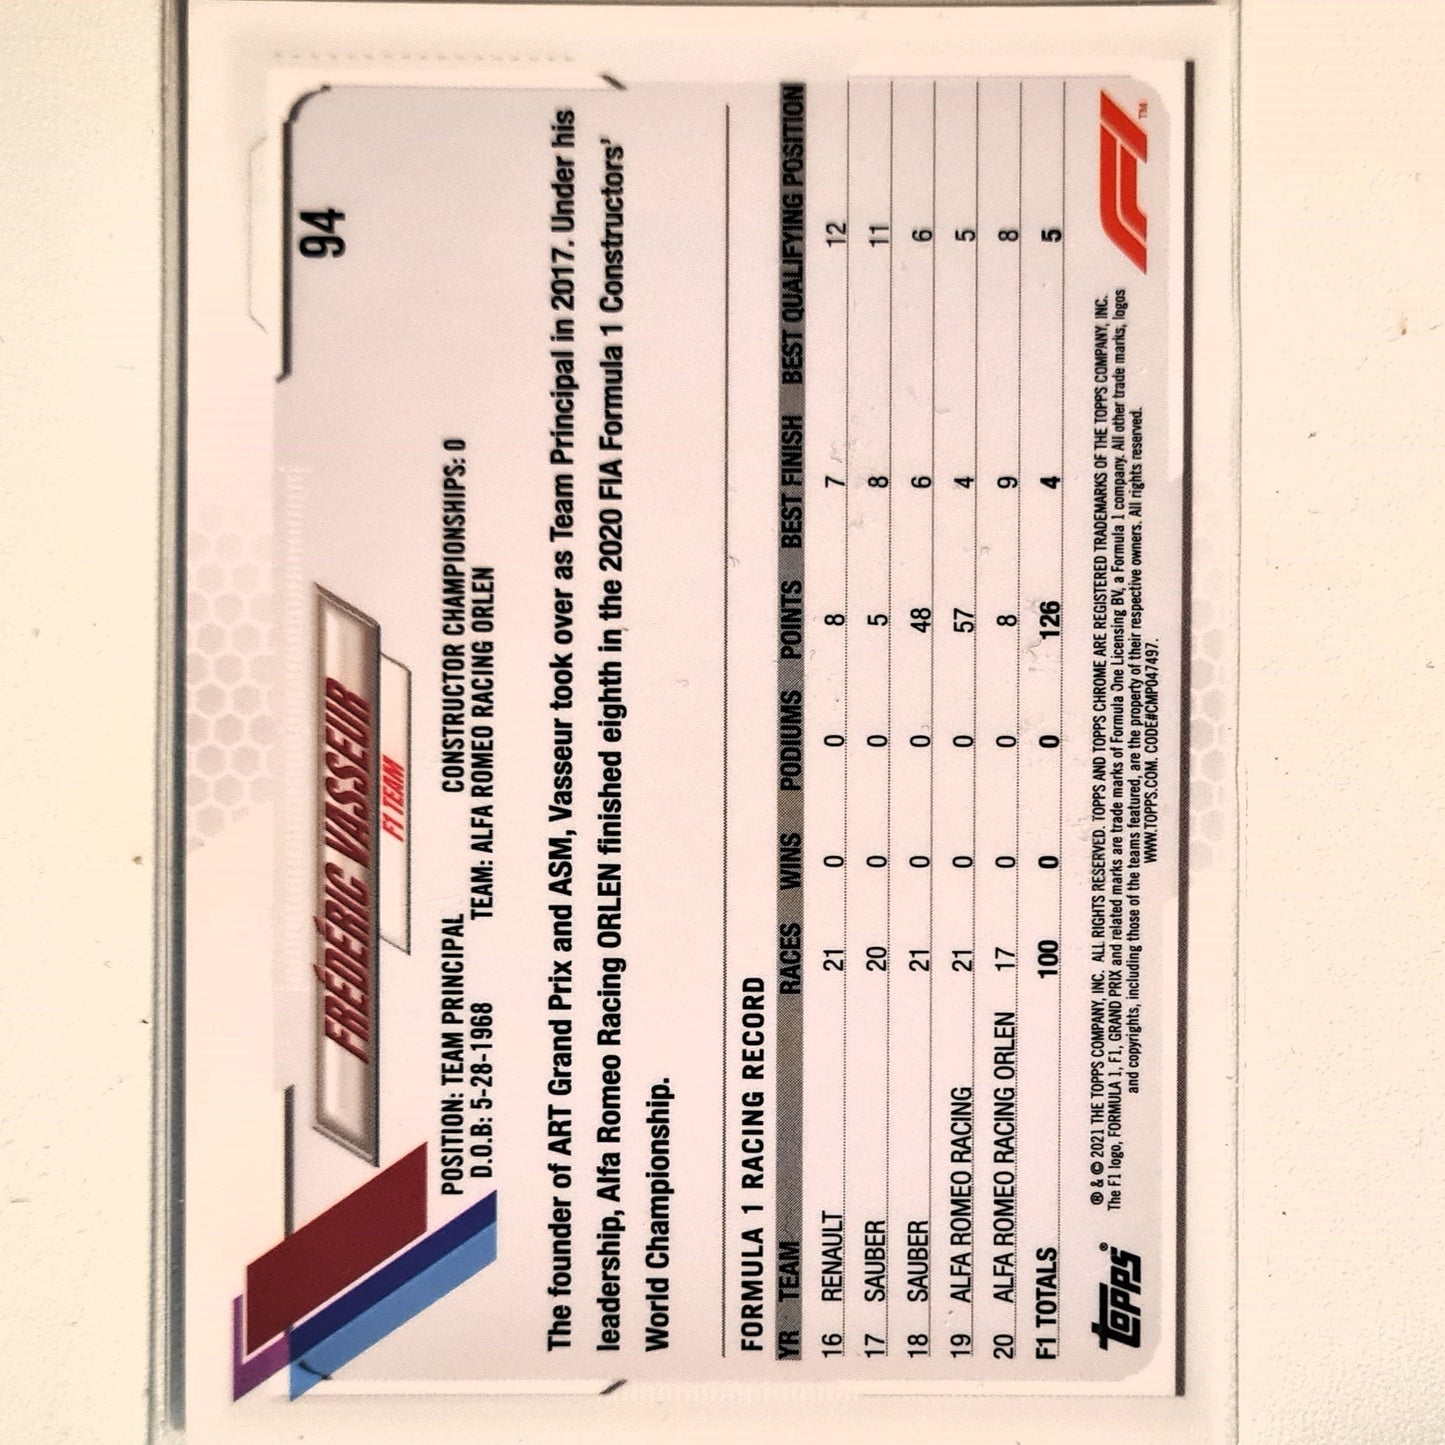 94
FRÉDÉRIC VASSEUR
F1 TEAM
POSITION: TEAM PRINCIPAL CONSTRUCTOR CHAMPIONSHIPS: 0
D.O.B: 5-28-1968 TEAM: ALFA ROMEO RACING ORLEN
The founder of ART Grand Prix and ASM, Vasseur took over as Team Principal in 2017. Under his
leadership, Alfa Romeo Racing ORLEN finished eighth in the 2020 FIA Formula 1 Constructors'
World Championship.
FORMULA 1 RACING RECORD
YR TEAM RACES WINS PODIUMS POINTS BEST FINISH BEST QUALIFYING POSITION
16 RENAULT 21 0 0 8 7 12
17 SAUBER 20 0 0 5 8 11
18 SAUBER 21 0 0 48 6 6
19 ALFA ROMEO RACING 21 0 0 57 4 5
20 ALFA ROMEO RACING ORLEN 17 0 0 8 9 8
F1 TOTALS 100 0 0 126 4 5
topps® ® & © 2021 THE TOPPS COMPANY, INC. ALL RIGHTS RESERVED. TOPPS AND TOPPS CHROME ARE REGISTERED TRADEMARKS OF THE TOPPS COMPANY, INC.
The F1 logo, FORMULA 1, F1, GRAND PRIX and related marks are trade marks of Formula One Licensing BV, a Formula 1 company. All other trade marks, logos
and copyrights, including those of the teams featured, are the property of their respective owners. All rights reserved.
WWW.TOPPS.COM. CODE#CMP047497.
F1™